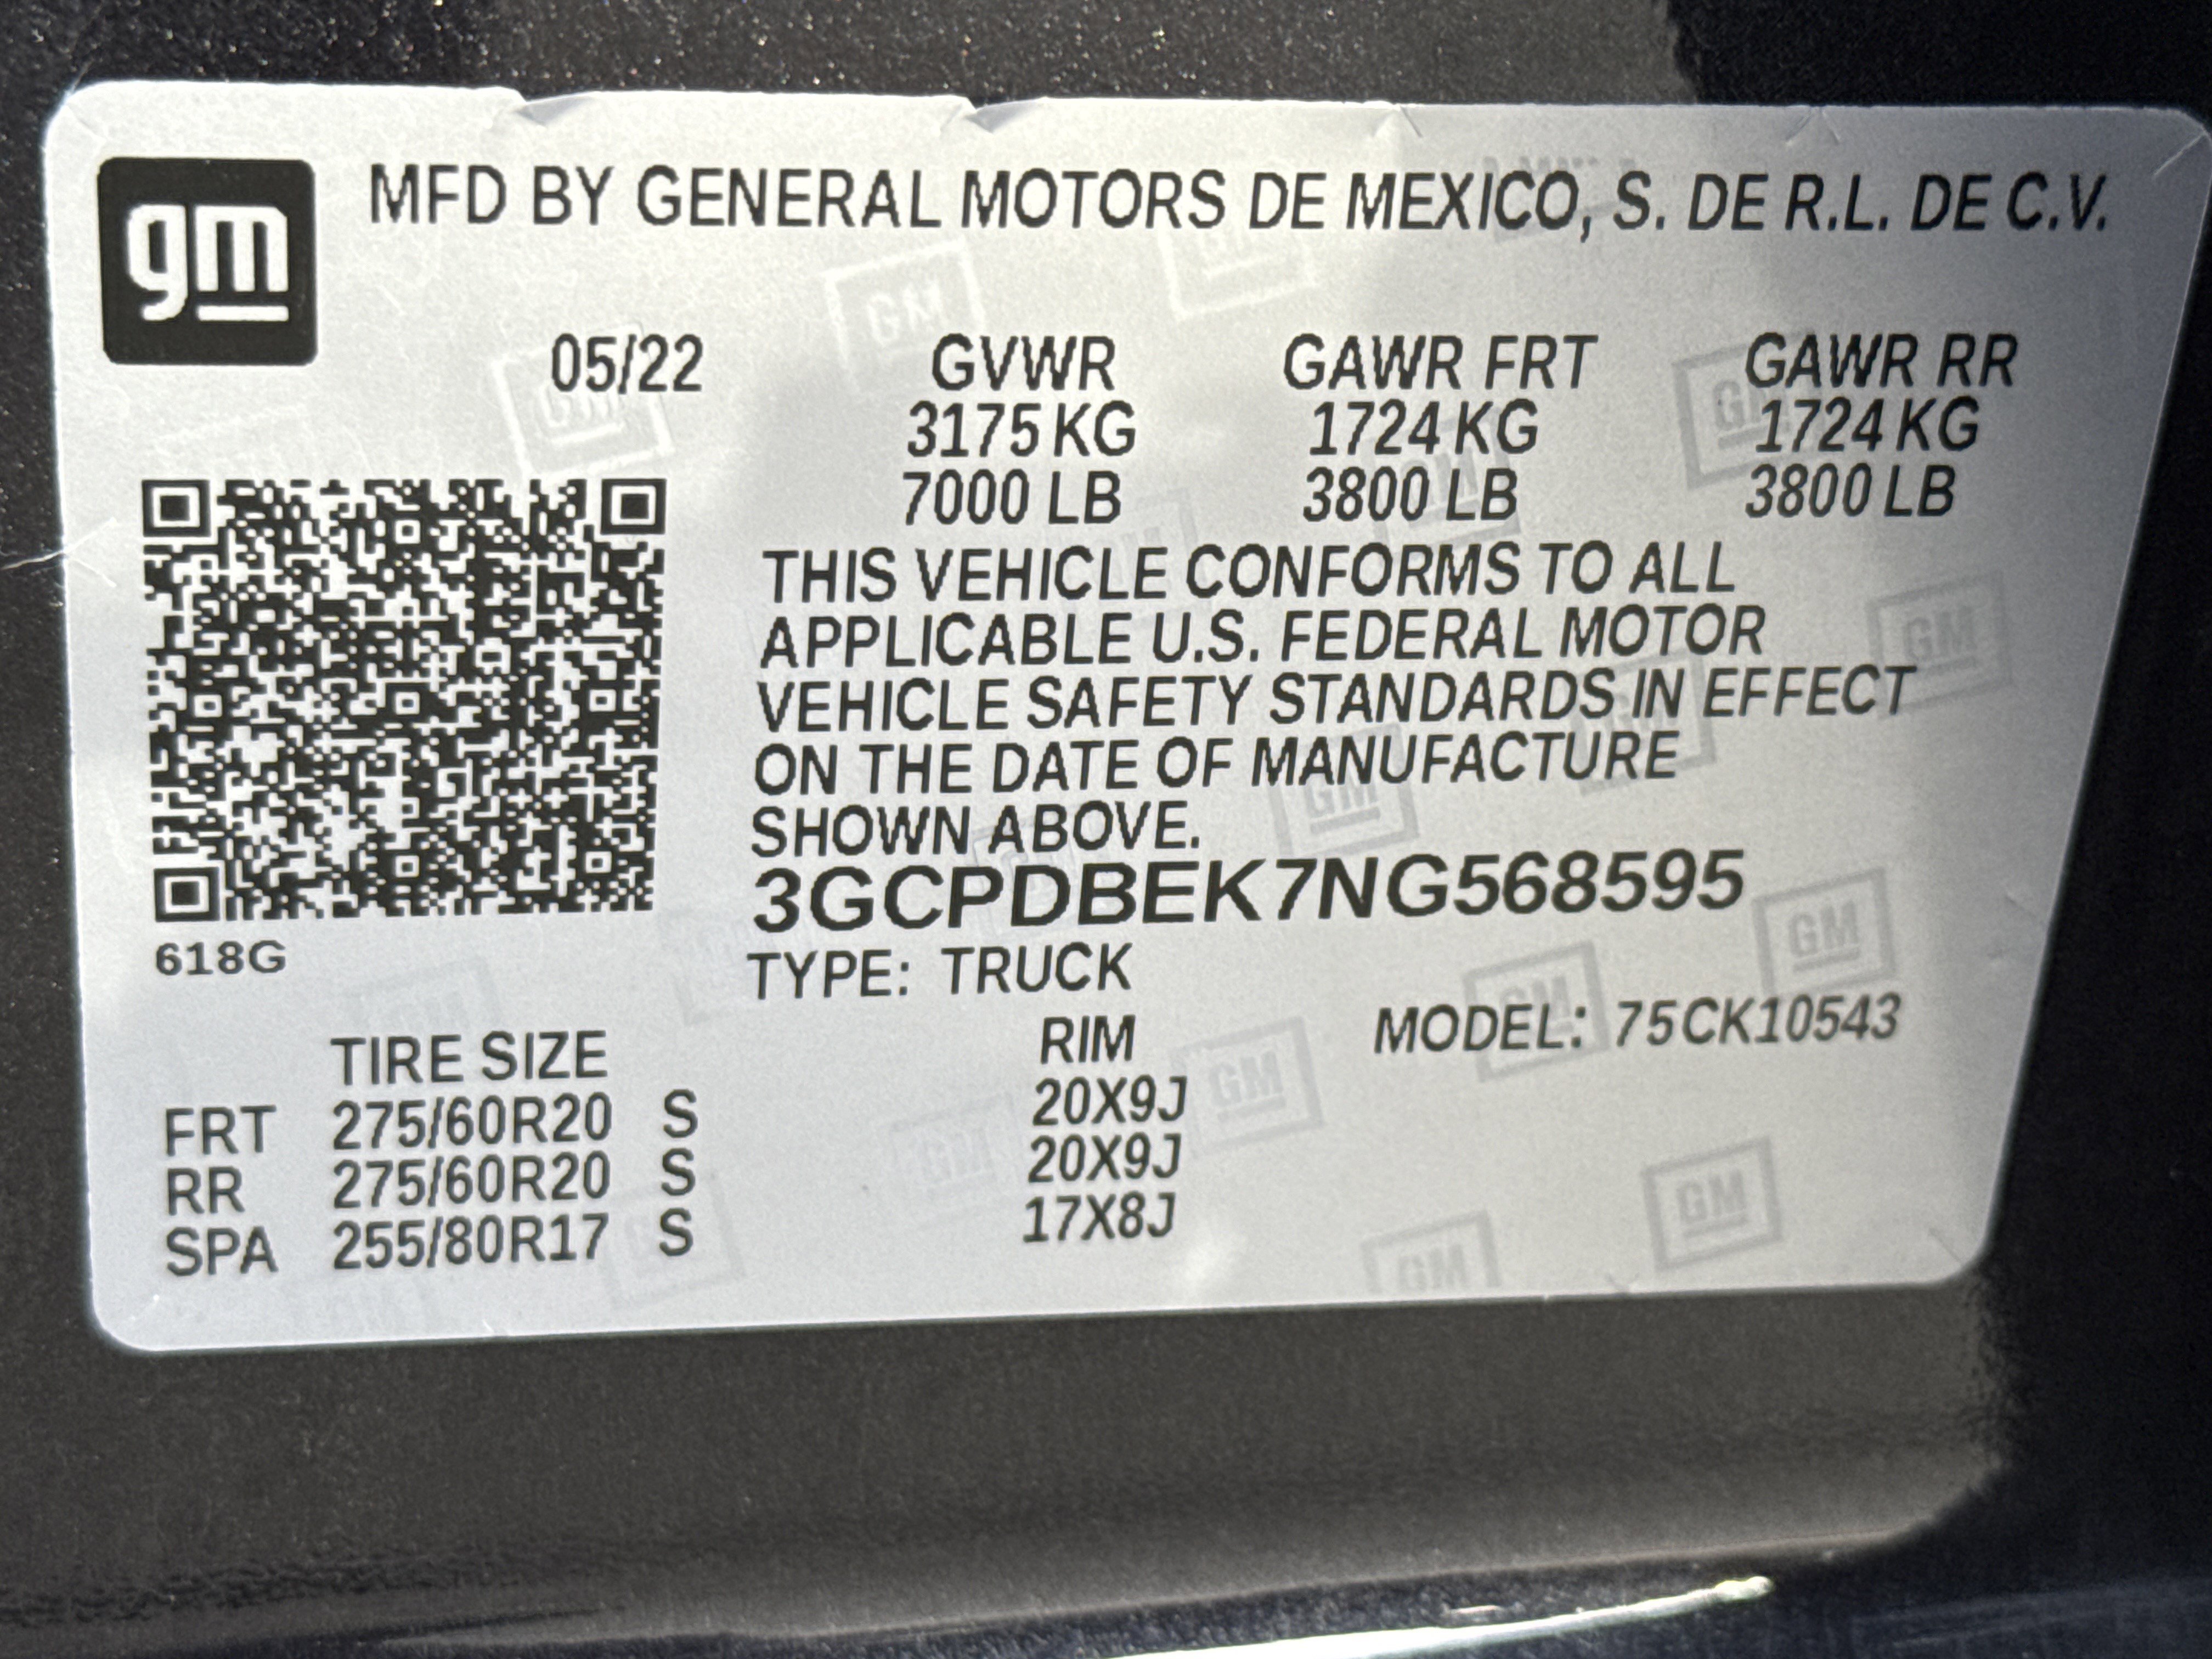 gm
MFD BY GENERAL MOTORS DE MEXICO, S. DE R.L. DE C.V.
05/22 GVWR GAWR FRT GAWR RR
3175 KG 1724 KG 1724 KG
7000 LB 3800 LB 3800 LB
THIS VEHICLE CONFORMS TO ALL
APPLICABLE U.S. FEDERAL MOTOR
VEHICLE SAFETY STANDARDS IN EFFECT
ON THE DATE OF MANUFACTURE
SHOWN ABOVE.
3GCPDBEK7NG568595
618G
TYPE: TRUCK
TIRE SIZE RIM MODEL: 75CK10543
FRT 275/60R20 S 20X9J
RR 275/60R20 S 20X9J
SPA 255/80R17 S 17X8J